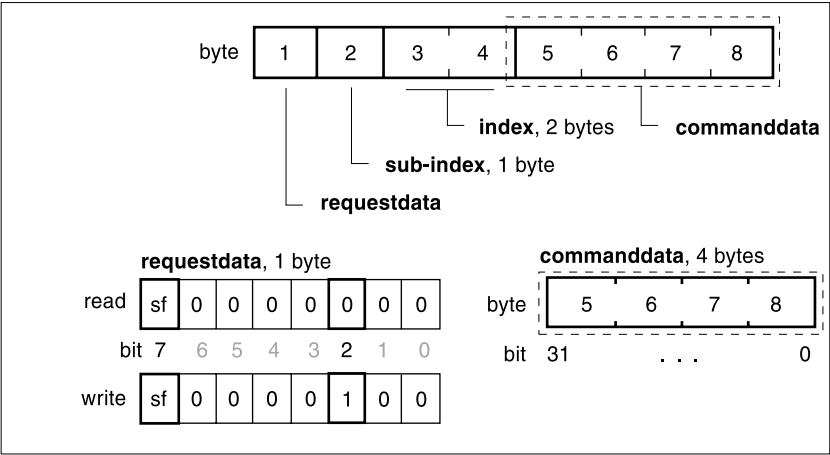 byte 1 2 3 4 5 6 7 8
index, 2 bytes commanddata
sub-index, 1 byte
requestdata
requestdata, 1 byte
commanddata, 4 bytes
read sf 0 0 0 0 0 0 0
byte 5 6 7 8
bit 7 6 5 4 3 2 1 0
bit 31 . . . 0
write sf 0 0 0 0 1 0 0